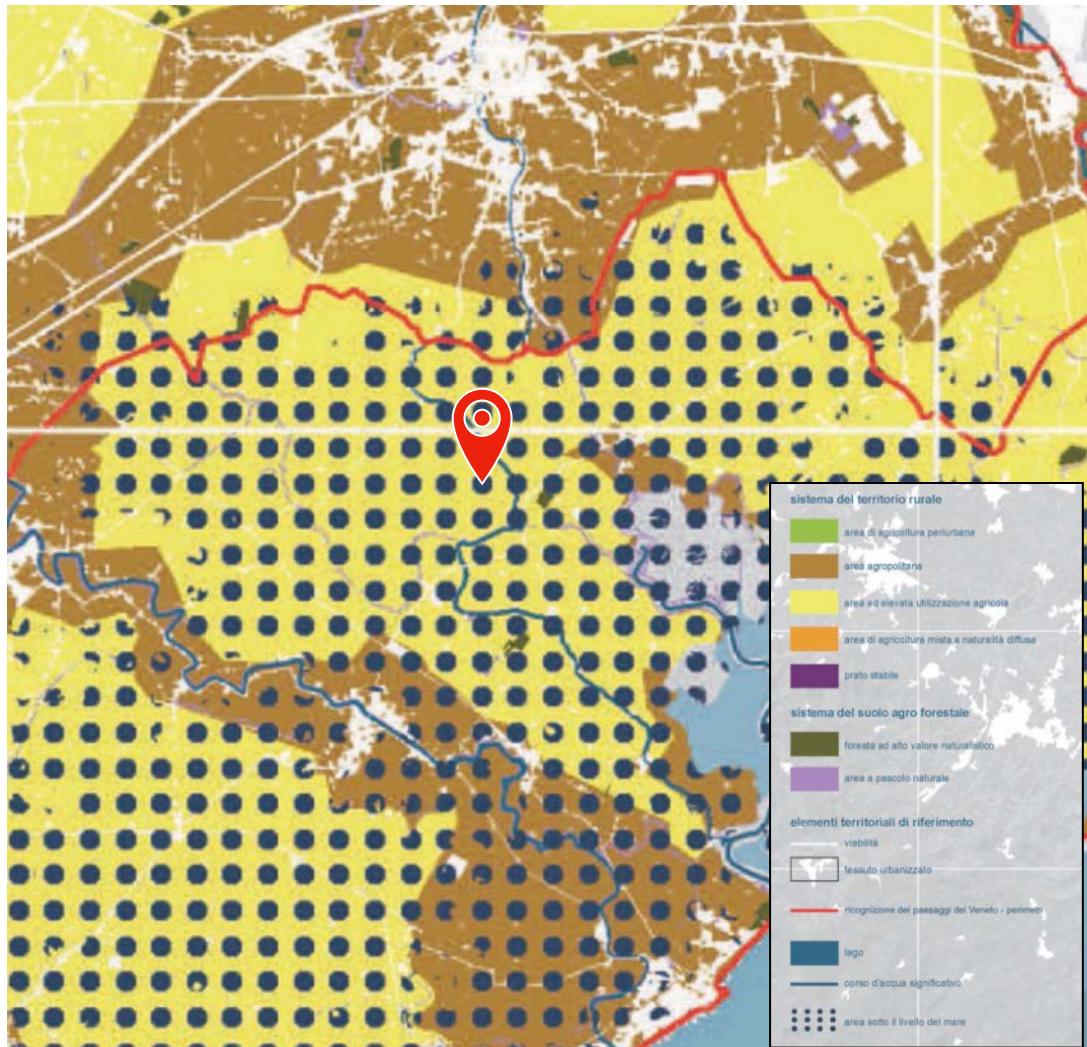 sistema del territorio rurale
area di agricoltura periurbana
area agropolitana
area ad elevata utilizzazione agricola
area di agricoltura mista a naturalità diffusa
prato stabile
sistema del suolo agro forestale
foresta ad alto valore naturalistico
area a pascolo naturale
elementi territoriali di riferimento
viabilità
tessuto urbanizzato
ricognizione dei paesaggi del Veneto - perimetri
lago
corso d'acqua significativo
area sotto il livello del mare